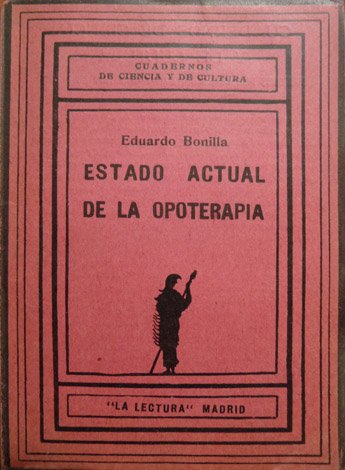 CUADERNOS
DE CIENCIA Y DE CULTURA
Eduardo Bonilla
ESTADO ACTUAL
DE LA OPOTERAPIA
"LA LECTURA" MADRID